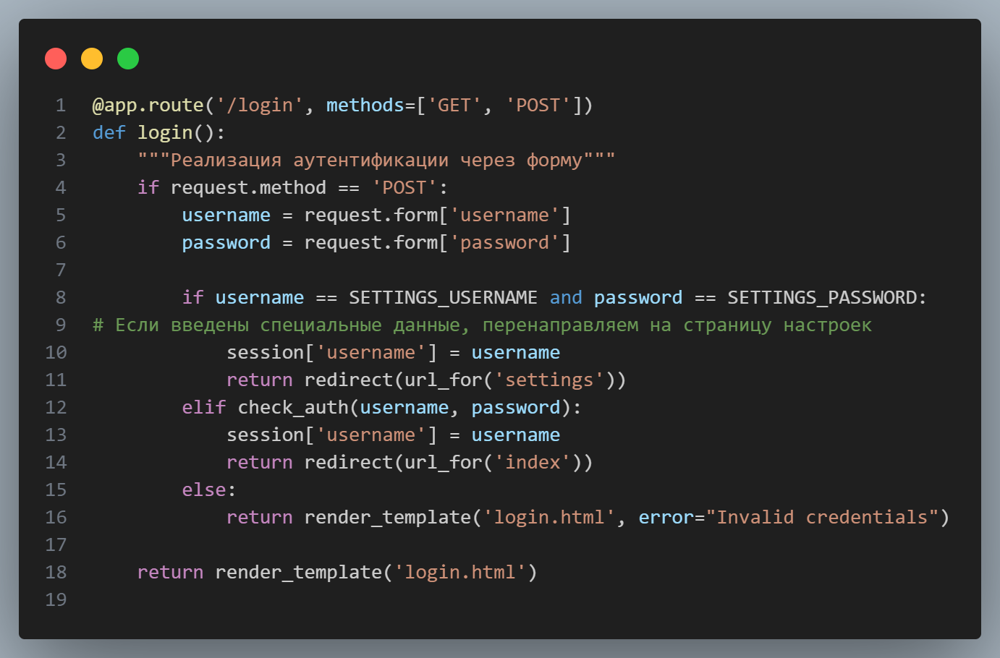 1 @app.route('/login', methods=['GET', 'POST'])
2 def login():
3     """Реализация аутентификации через форму"""
4     if request.method == 'POST':
5         username = request.form['username']
6         password = request.form['password']
7
8         if username == SETTINGS_USERNAME and password == SETTINGS_PASSWORD:
9 # Если введены специальные данные, перенаправляем на страницу настроек
10             session['username'] = username
11             return redirect(url_for('settings'))
12         elif check_auth(username, password):
13             session['username'] = username
14             return redirect(url_for('index'))
15         else:
16             return render_template('login.html', error="Invalid credentials")
17
18     return render_template('login.html')
19